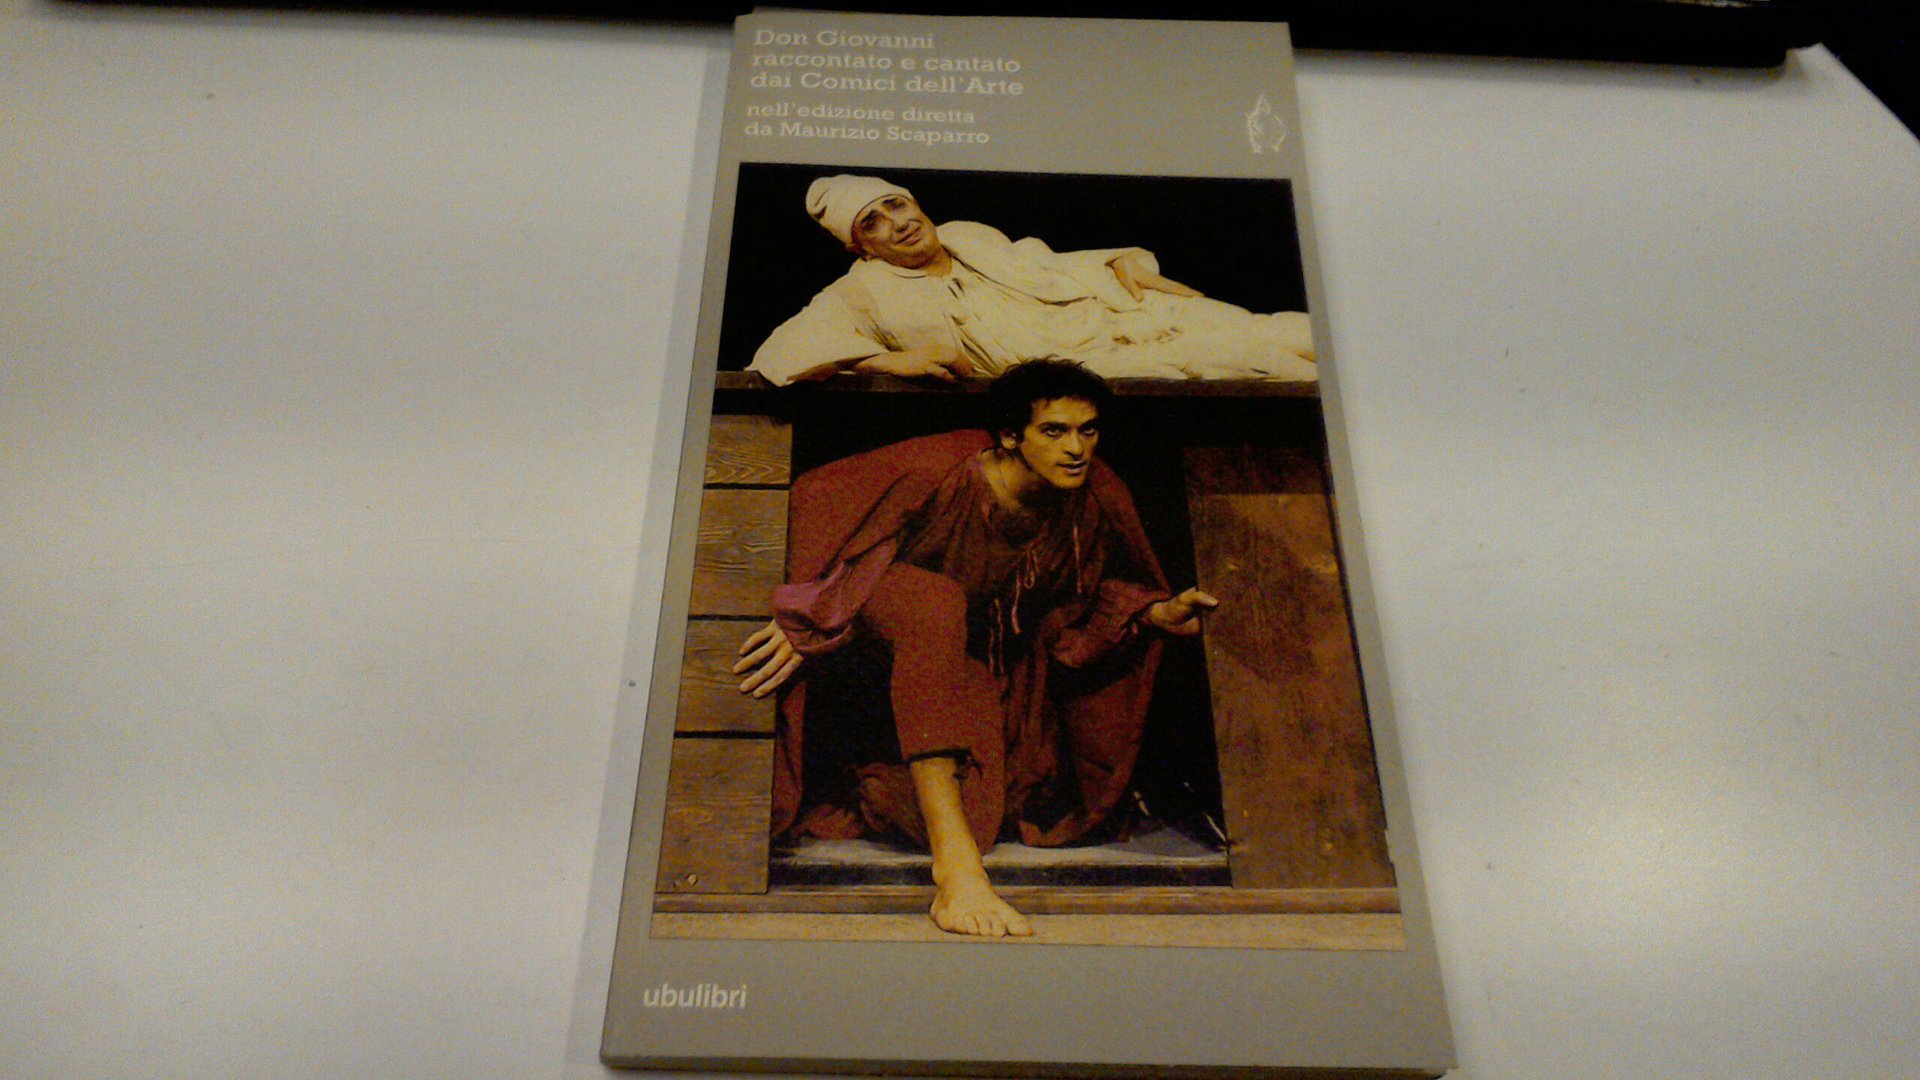 Don Giovanni
raccontato e cantato
dai Comici dell'Arte
nell'edizione diretta
da Maurizio Scaparro
ubulibri